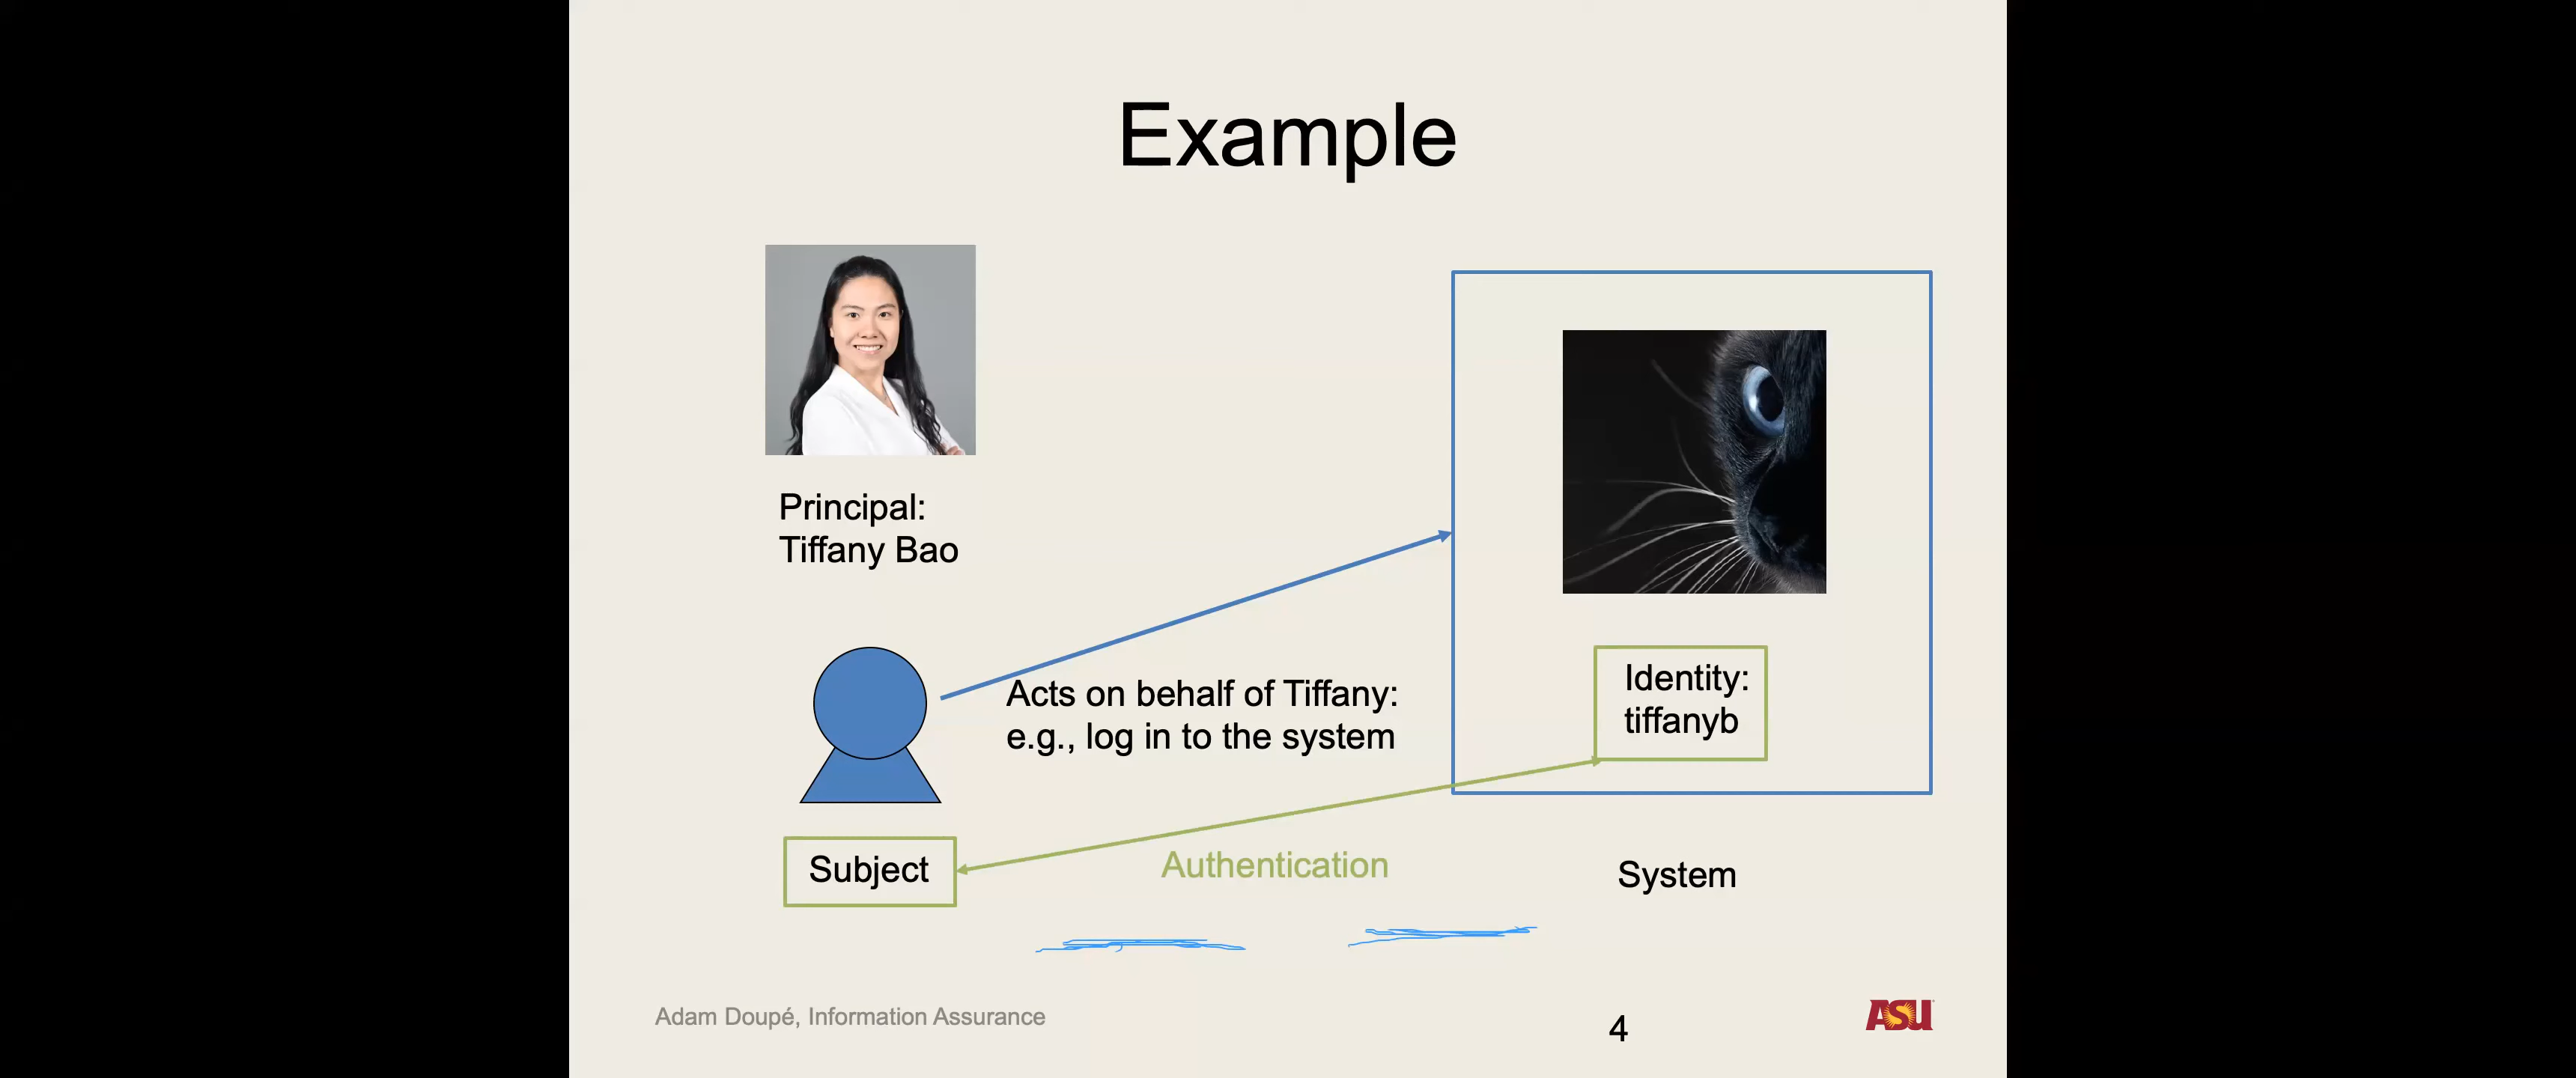 Example
Principal:
Tiffany Bao
Acts on behalf of Tiffany:
e.g., log in to the system
Identity:
tiffanyb
Subject
Authentication
System
Adam Doupé, Information Assurance
4
ASU